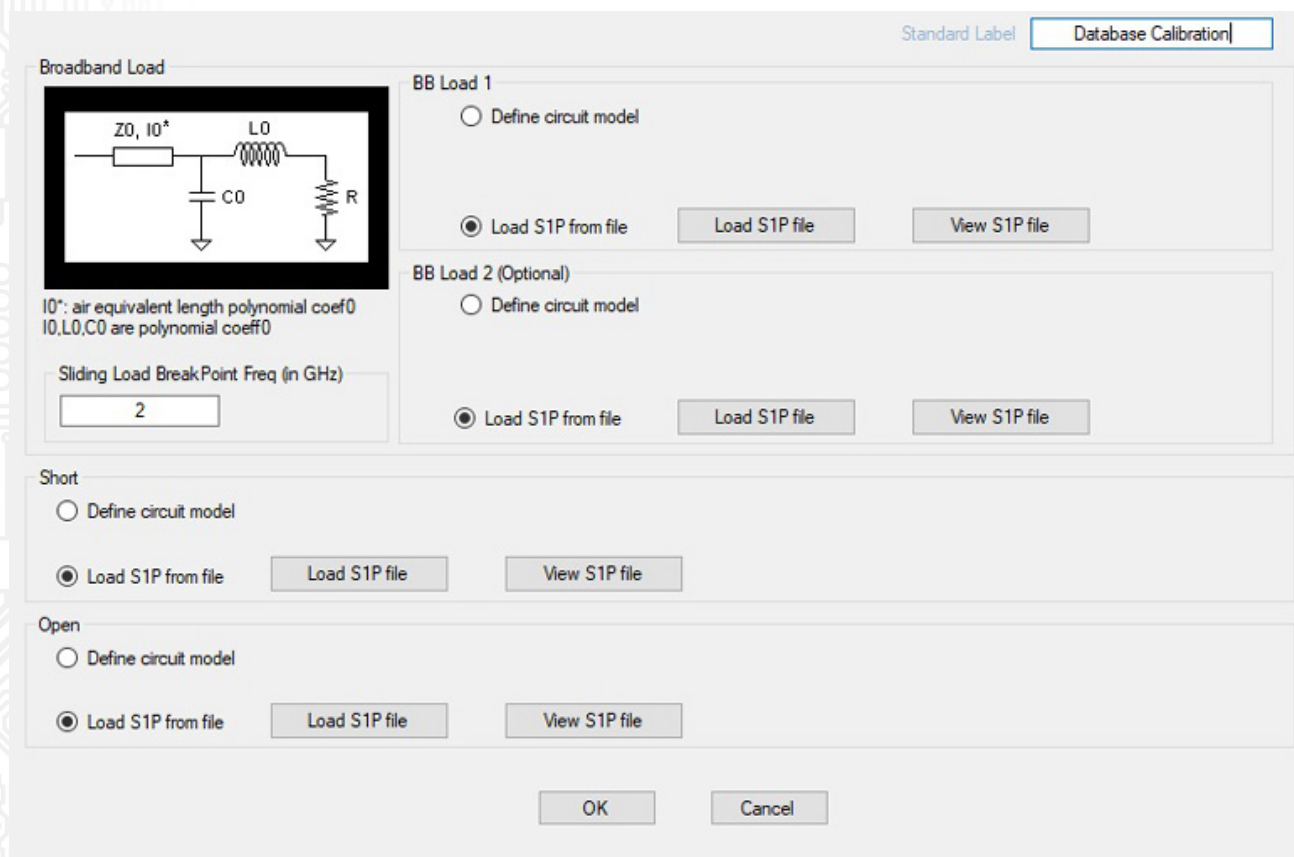 Standard Label
Database Calibration
Broadband Load
Z0, I0*
L0
C0
R
I0*: air equivalent length polynomial coef0
I0,L0,C0 are polynomial coeff0
Sliding Load BreakPoint Freq (in GHz)
2
BB Load 1
Define circuit model
Load S1P from file
Load S1P file
View S1P file
BB Load 2 (Optional)
Define circuit model
Load S1P from file
Load S1P file
View S1P file
Short
Define circuit model
Load S1P from file
Load S1P file
View S1P file
Open
Define circuit model
Load S1P from file
Load S1P file
View S1P file
OK
Cancel